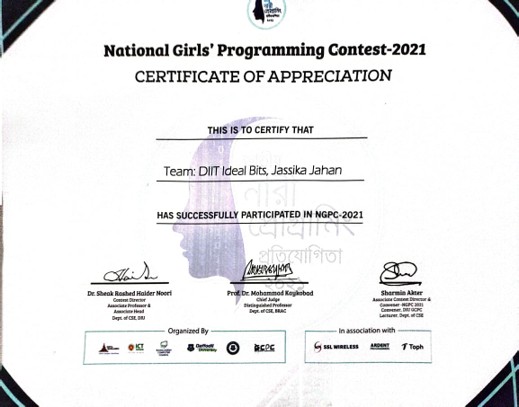 National Girls' Programming Contest-2021
CERTIFICATE OF APPRECIATION
THIS IS TO CERTIFY THAT
Team: DIIT Ideal Bits, Jassika Jahan
HAS SUCCESSFULLY PARTICIPATED IN NGPC-2021
প্রতিযোগিতা
Dr. Sheak Rashed Haider Noori
Contest Director
Associate Professor &
Associate Head
Dept. of CSE, DIU
Prof. Dr. Mohammad Kaykobad
Chief Judge
Distinguished Professor
Dept. of CSE, BRAC
Sharmin Akter
Associate Contest Director &
Convener -NGPC 2021
Convener, DIU GCPC
Lecturer, Dept. of CSE
Organized By
ICT
Daffodil
University
GCPC
In association with
SSL WIRELESS
ARDENT
Toph